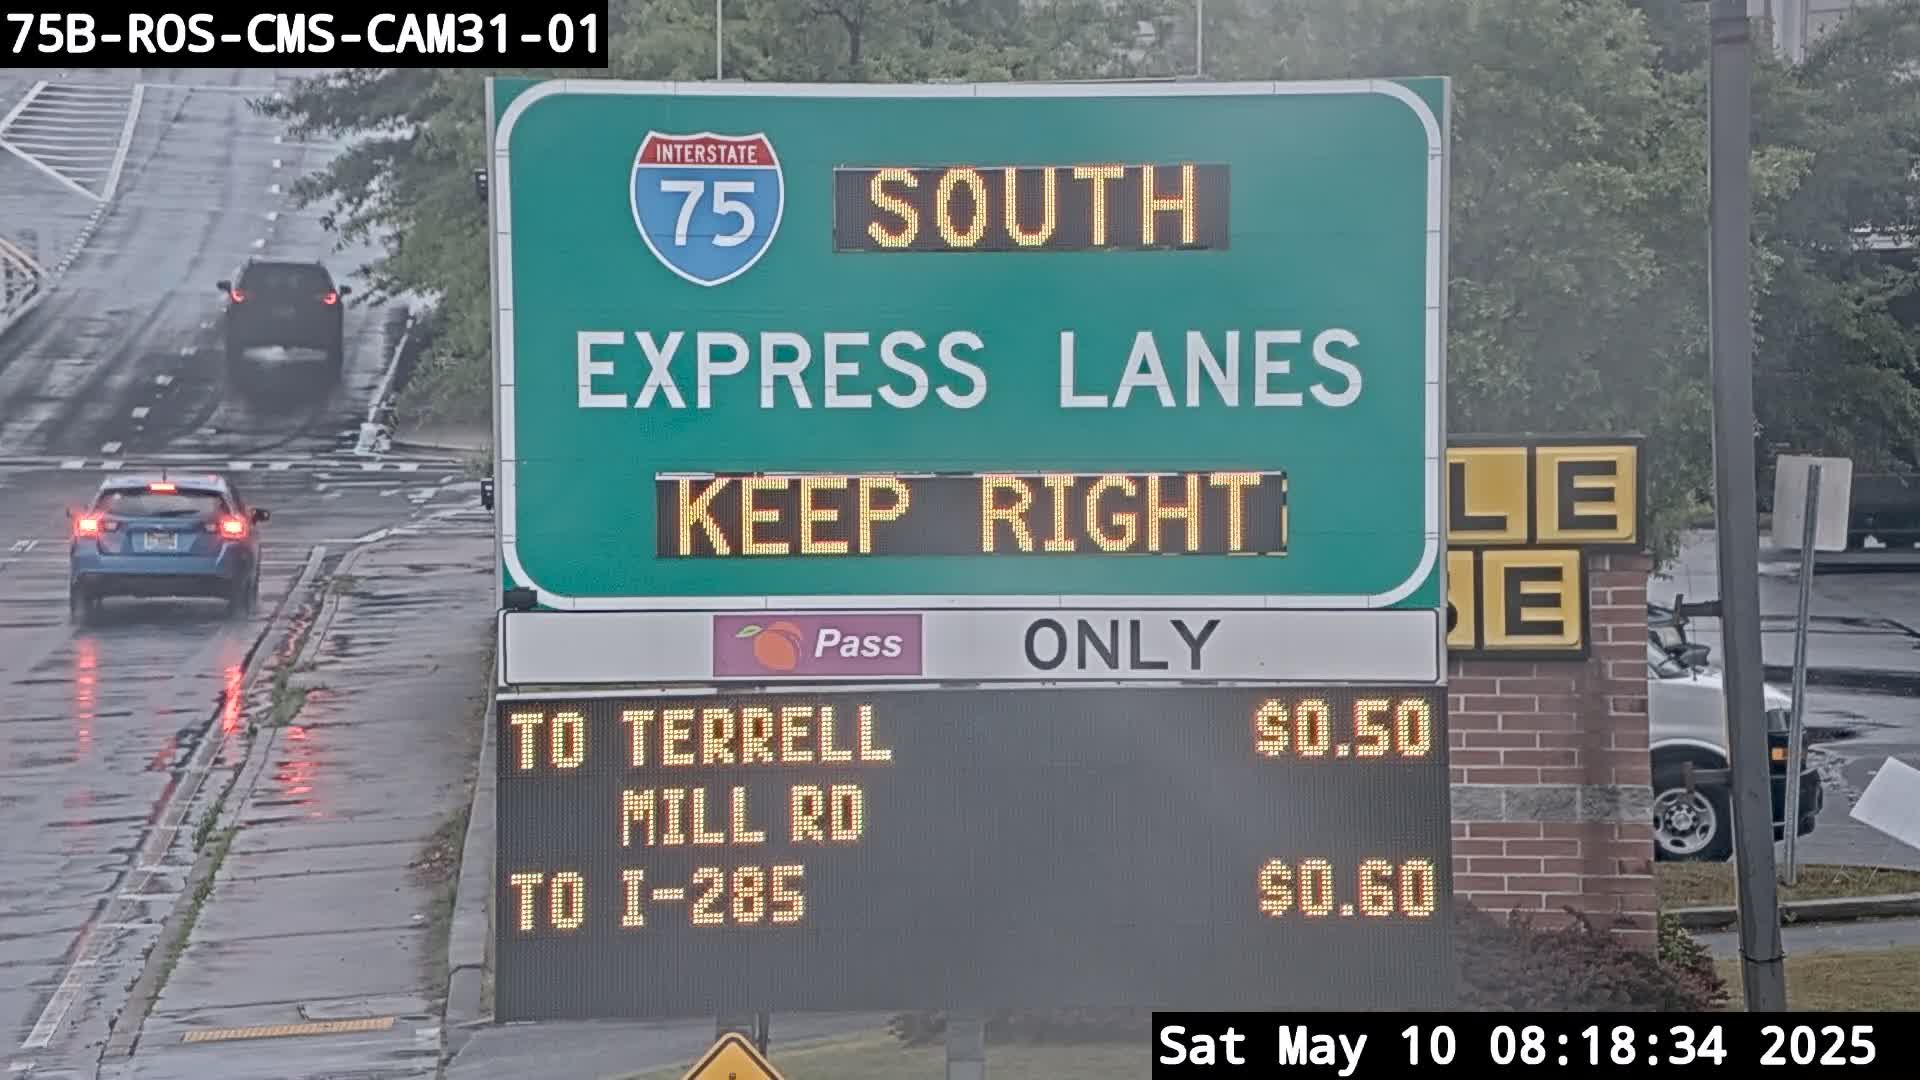 75B-ROS-CMS-CAM31-01
INTERSTATE
75
SOUTH
EXPRESS LANES
KEEP RIGHT
Pass ONLY
TO TERRELL $0.50
MILL RD
TO I-285 $0.60
LE
E
Sat May 10 08:18:34 2025